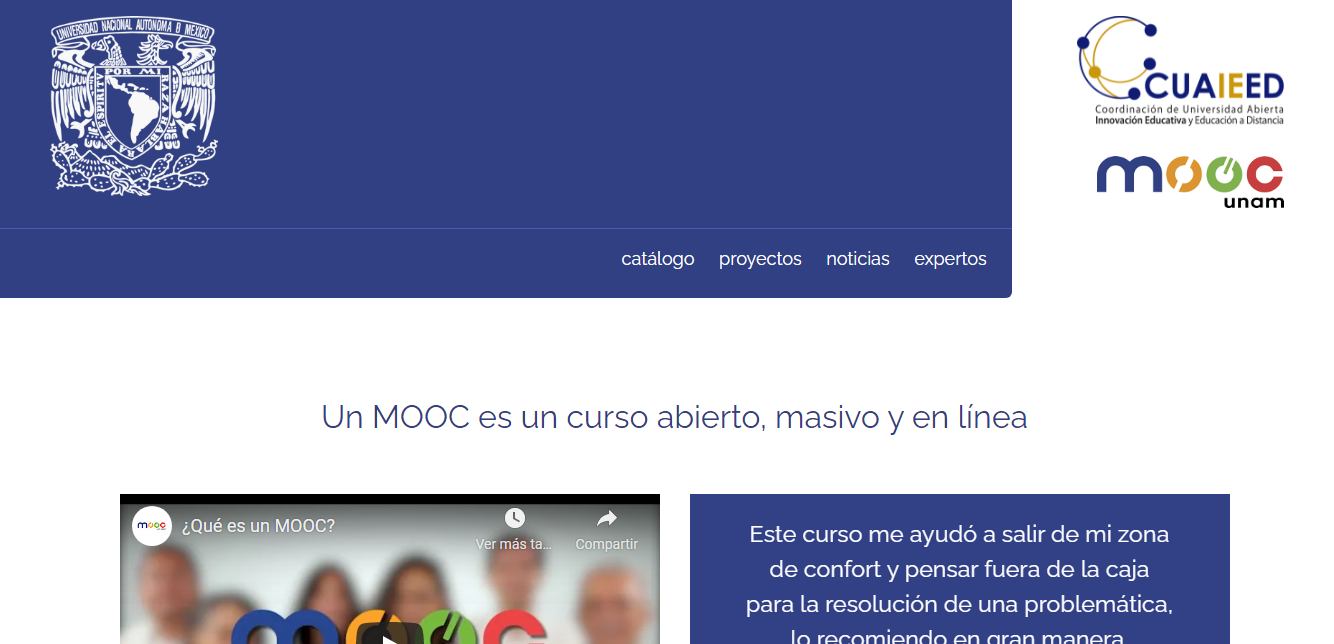 UNIVERSIDAD NACIONAL AUTÓNOMA D MEXICO
POR MI RAZA HABLARA EL ESPIRITU
CUAIEED
Coordinación de Universidad Abierta
Innovación Educativa y Educación a Distancia
mooc
unam
catálogo proyectos noticias expertos
Un MOOC es un curso abierto, masivo y en línea
mooc
¿Qué es un MOOC?
Ver más ta...
Compartir
mooc
Este curso me ayudó a salir de mi zona
de confort y pensar fuera de la caja
para la resolución de una problemática,
lo recomiendo en gran manera